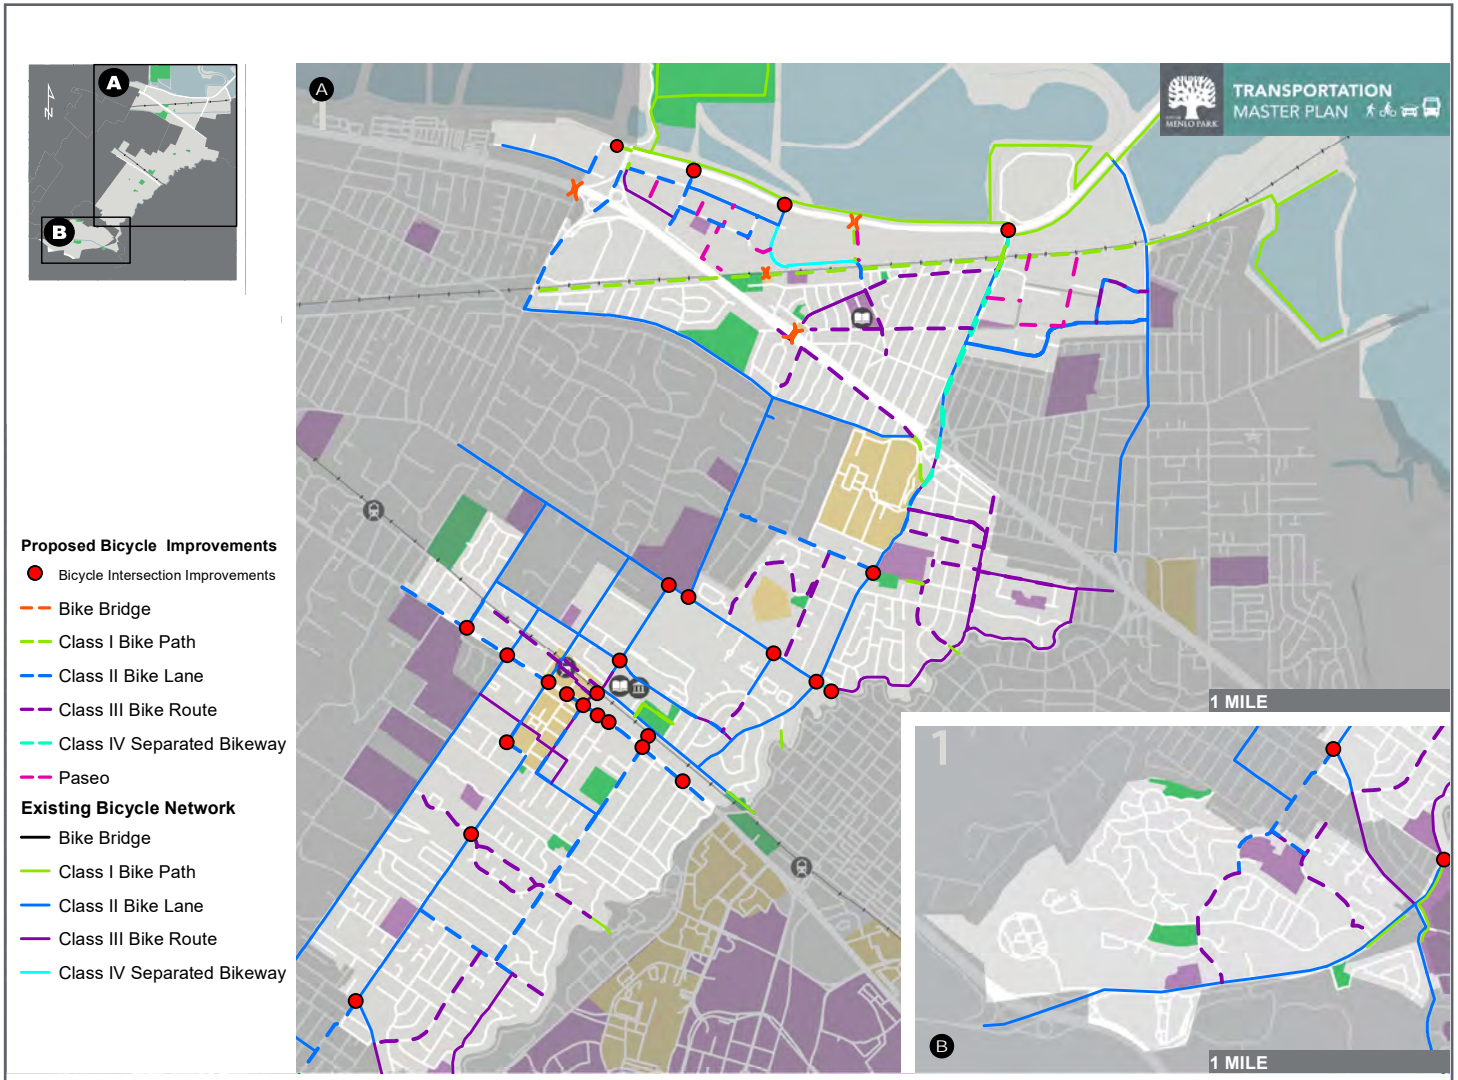 A
B
N
A
TRANSPORTATION
MASTER PLAN
CITY OF
MENLO PARK
Proposed Bicycle Improvements
Bicycle Intersection Improvements
Bike Bridge
Class I Bike Path
Class II Bike Lane
Class III Bike Route
Class IV Separated Bikeway
Paseo
Existing Bicycle Network
Bike Bridge
Class I Bike Path
Class II Bike Lane
Class III Bike Route
Class IV Separated Bikeway
1 MILE
1
B
1 MILE